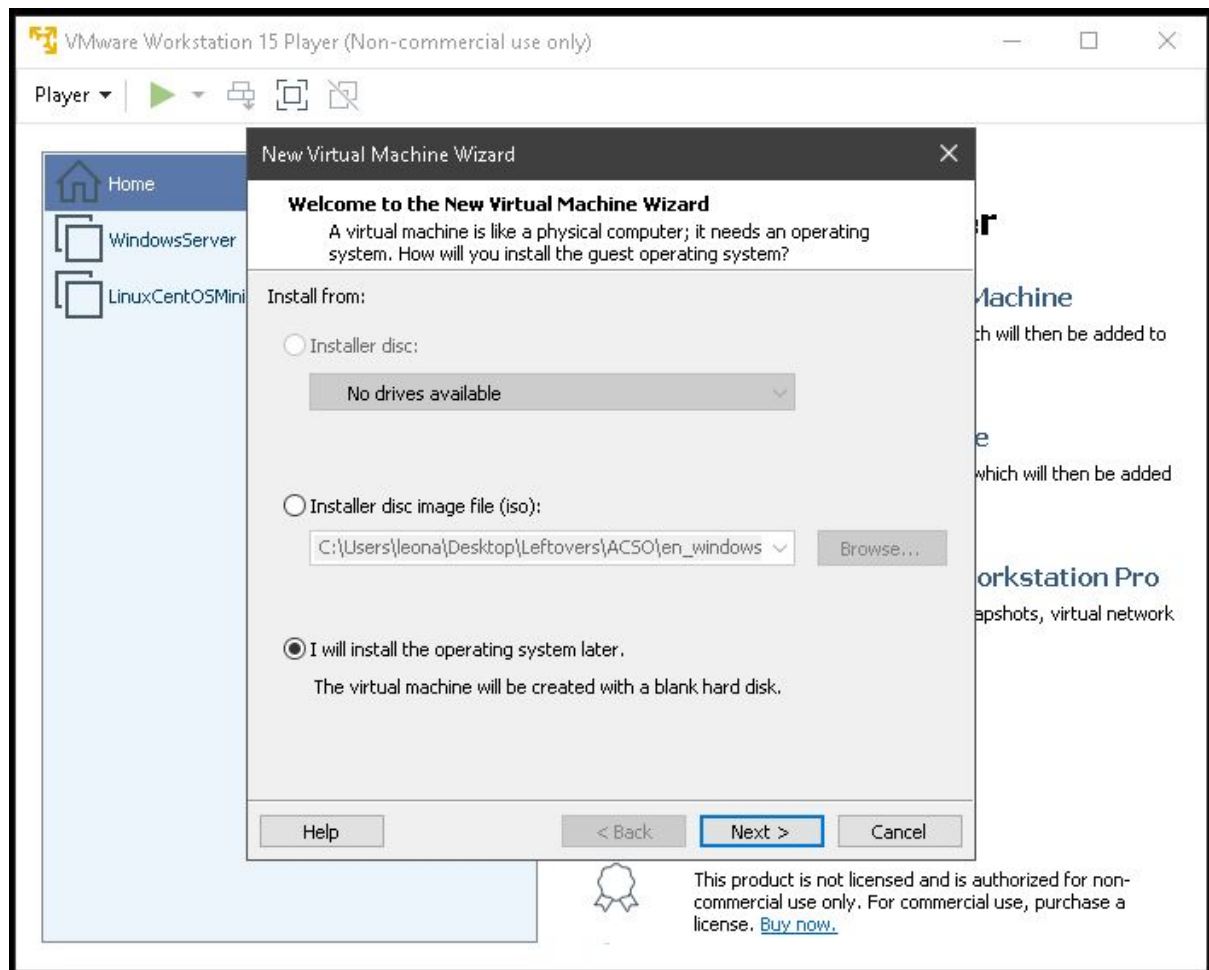 VMware Workstation 15 Player (Non-commercial use only)
Player
New Virtual Machine Wizard
Home
WindowsServer
LinuxCentOSMini
Welcome to the New Virtual Machine Wizard
A virtual machine is like a physical computer; it needs an operating
system. How will you install the guest operating system?
Install from:
Installer disc:
No drives available
Installer disc image file (iso):
C:\Users\leona\Desktop\Leftovers\ACSO\en_windows
Browse...
I will install the operating system later.
The virtual machine will be created with a blank hard disk.
Help
< Back
Next >
Cancel
r
Machine
ch will then be added to
e
which will then be added
orkstation Pro
apshots, virtual network
This product is not licensed and is authorized for non-
commercial use only. For commercial use, purchase a
license. Buy now.